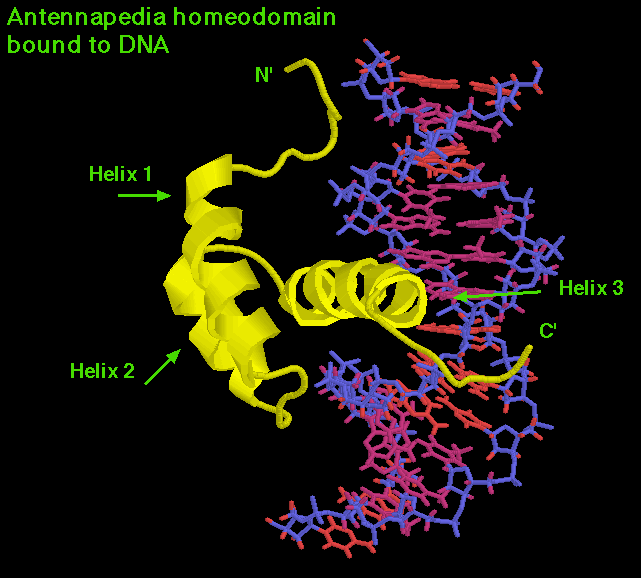 Antennapedia homeodomain
bound to DNA
N'
Helix 1
Helix 3
C'
Helix 2